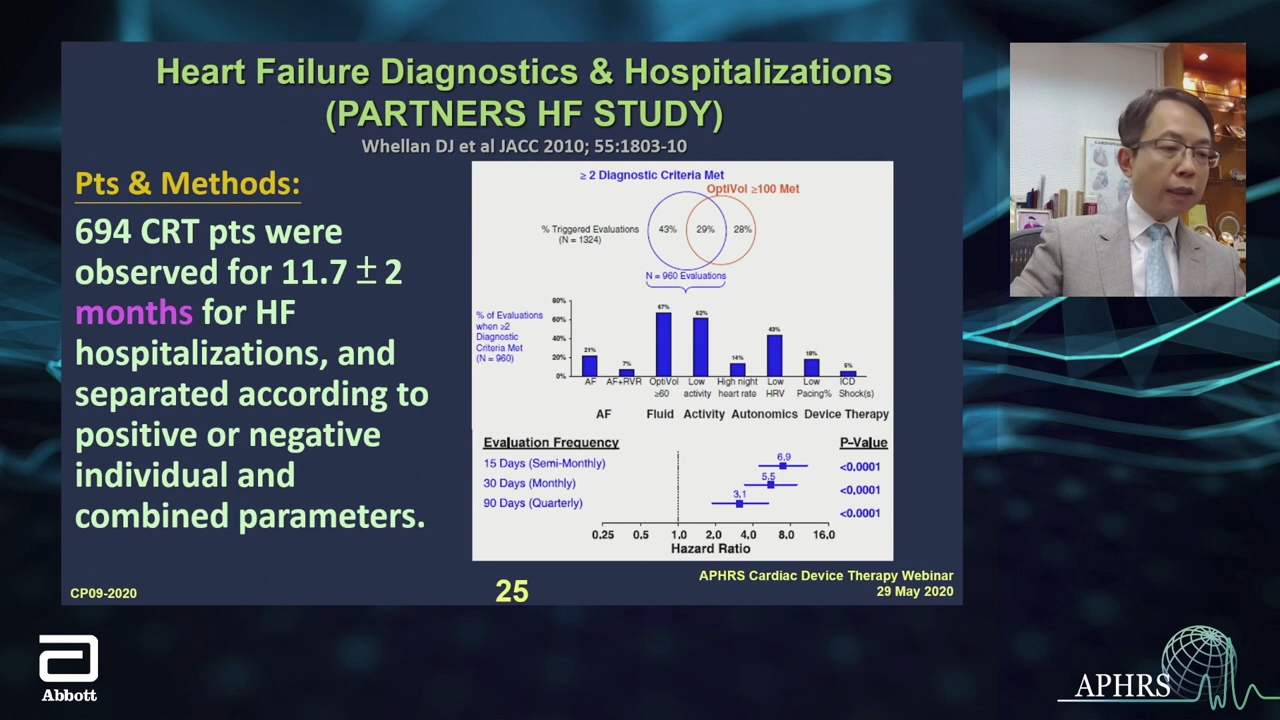 Heart Failure Diagnostics & Hospitalizations
(PARTNERS HF STUDY)
Whellan DJ et al JACC 2010; 55:1803-10
Pts & Methods:
694 CRT pts were
observed for 11.7 ± 2
months for HF
hospitalizations, and
separated according to
positive or negative
individual and
combined parameters.
≥ 2 Diagnostic Criteria Met
OptiVol ≥100 Met
% Triggered Evaluations
(N = 1324)
43% 29% 28%
N = 960 Evaluations
% of Evaluations
when ≥2
Diagnostic
Criteria Met
(N = 960)
80%
60%
40%
20%
0%
21% 7% 67% 62% 14% 43% 18% 5%
AF AF+RVR OptiVol ≥60 Low activity High night heart rate Low HRV Low Pacing% ICD Shock(s)
AF Fluid Activity Autonomics Device Therapy
Evaluation Frequency P-Value
15 Days (Semi-Monthly) 6.9 <0.0001
30 Days (Monthly) 5.5 <0.0001
90 Days (Quarterly) 3.1 <0.0001
0.25 0.5 1.0 2.0 4.0 8.0 16.0
Hazard Ratio
CP09-2020
25
APHRS Cardiac Device Therapy Webinar
29 May 2020
Abbott
APHRS